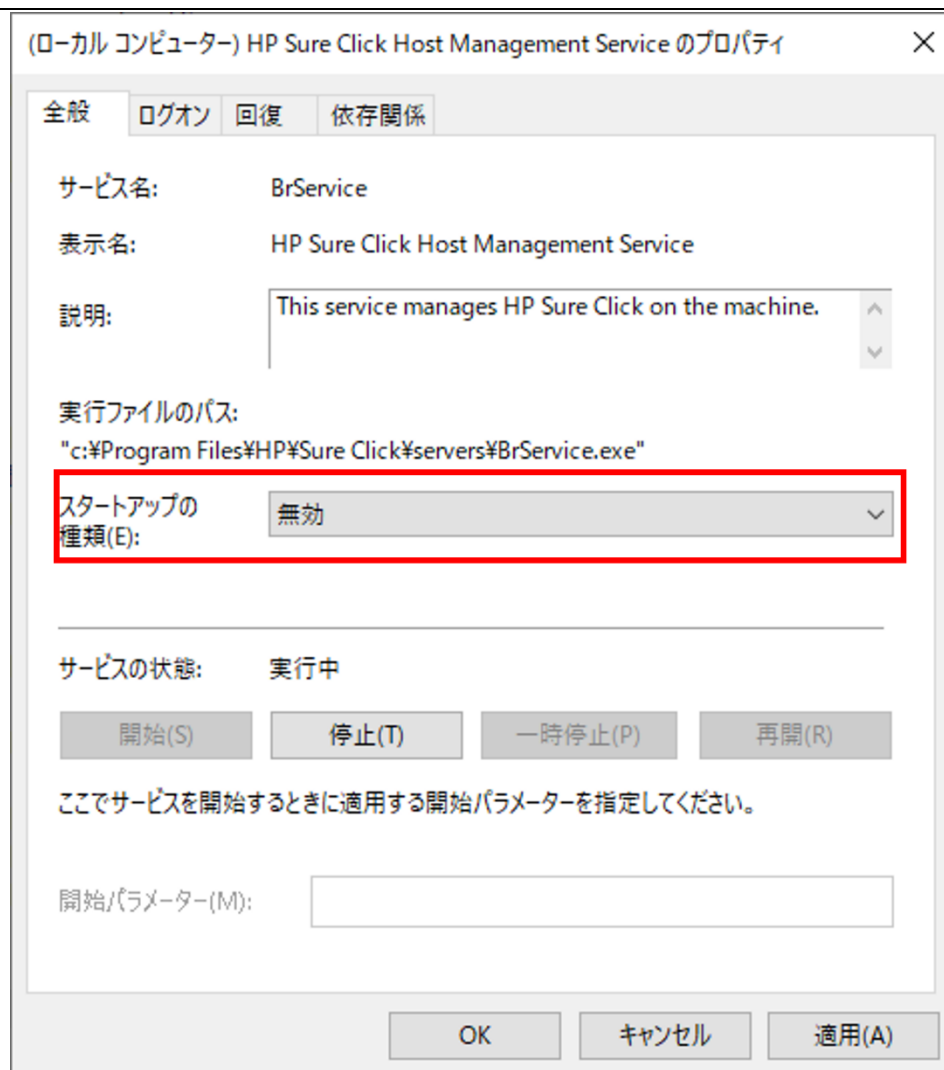 (ローカル コンピューター) HP Sure Click Host Management Service のプロパティ
全般 ログオン 回復 依存関係
サービス名: BrService
表示名: HP Sure Click Host Management Service
説明: This service manages HP Sure Click on the machine.
実行ファイルのパス:
"c:¥Program Files¥HP¥Sure Click¥servers¥BrService.exe"
スタートアップの
種類(E): 無効
サービスの状態: 実行中
開始(S) 停止(T) 一時停止(P) 再開(R)
ここでサービスを開始するときに適用する開始パラメーターを指定してください。
開始パラメーター(M):
OK キャンセル 適用(A)